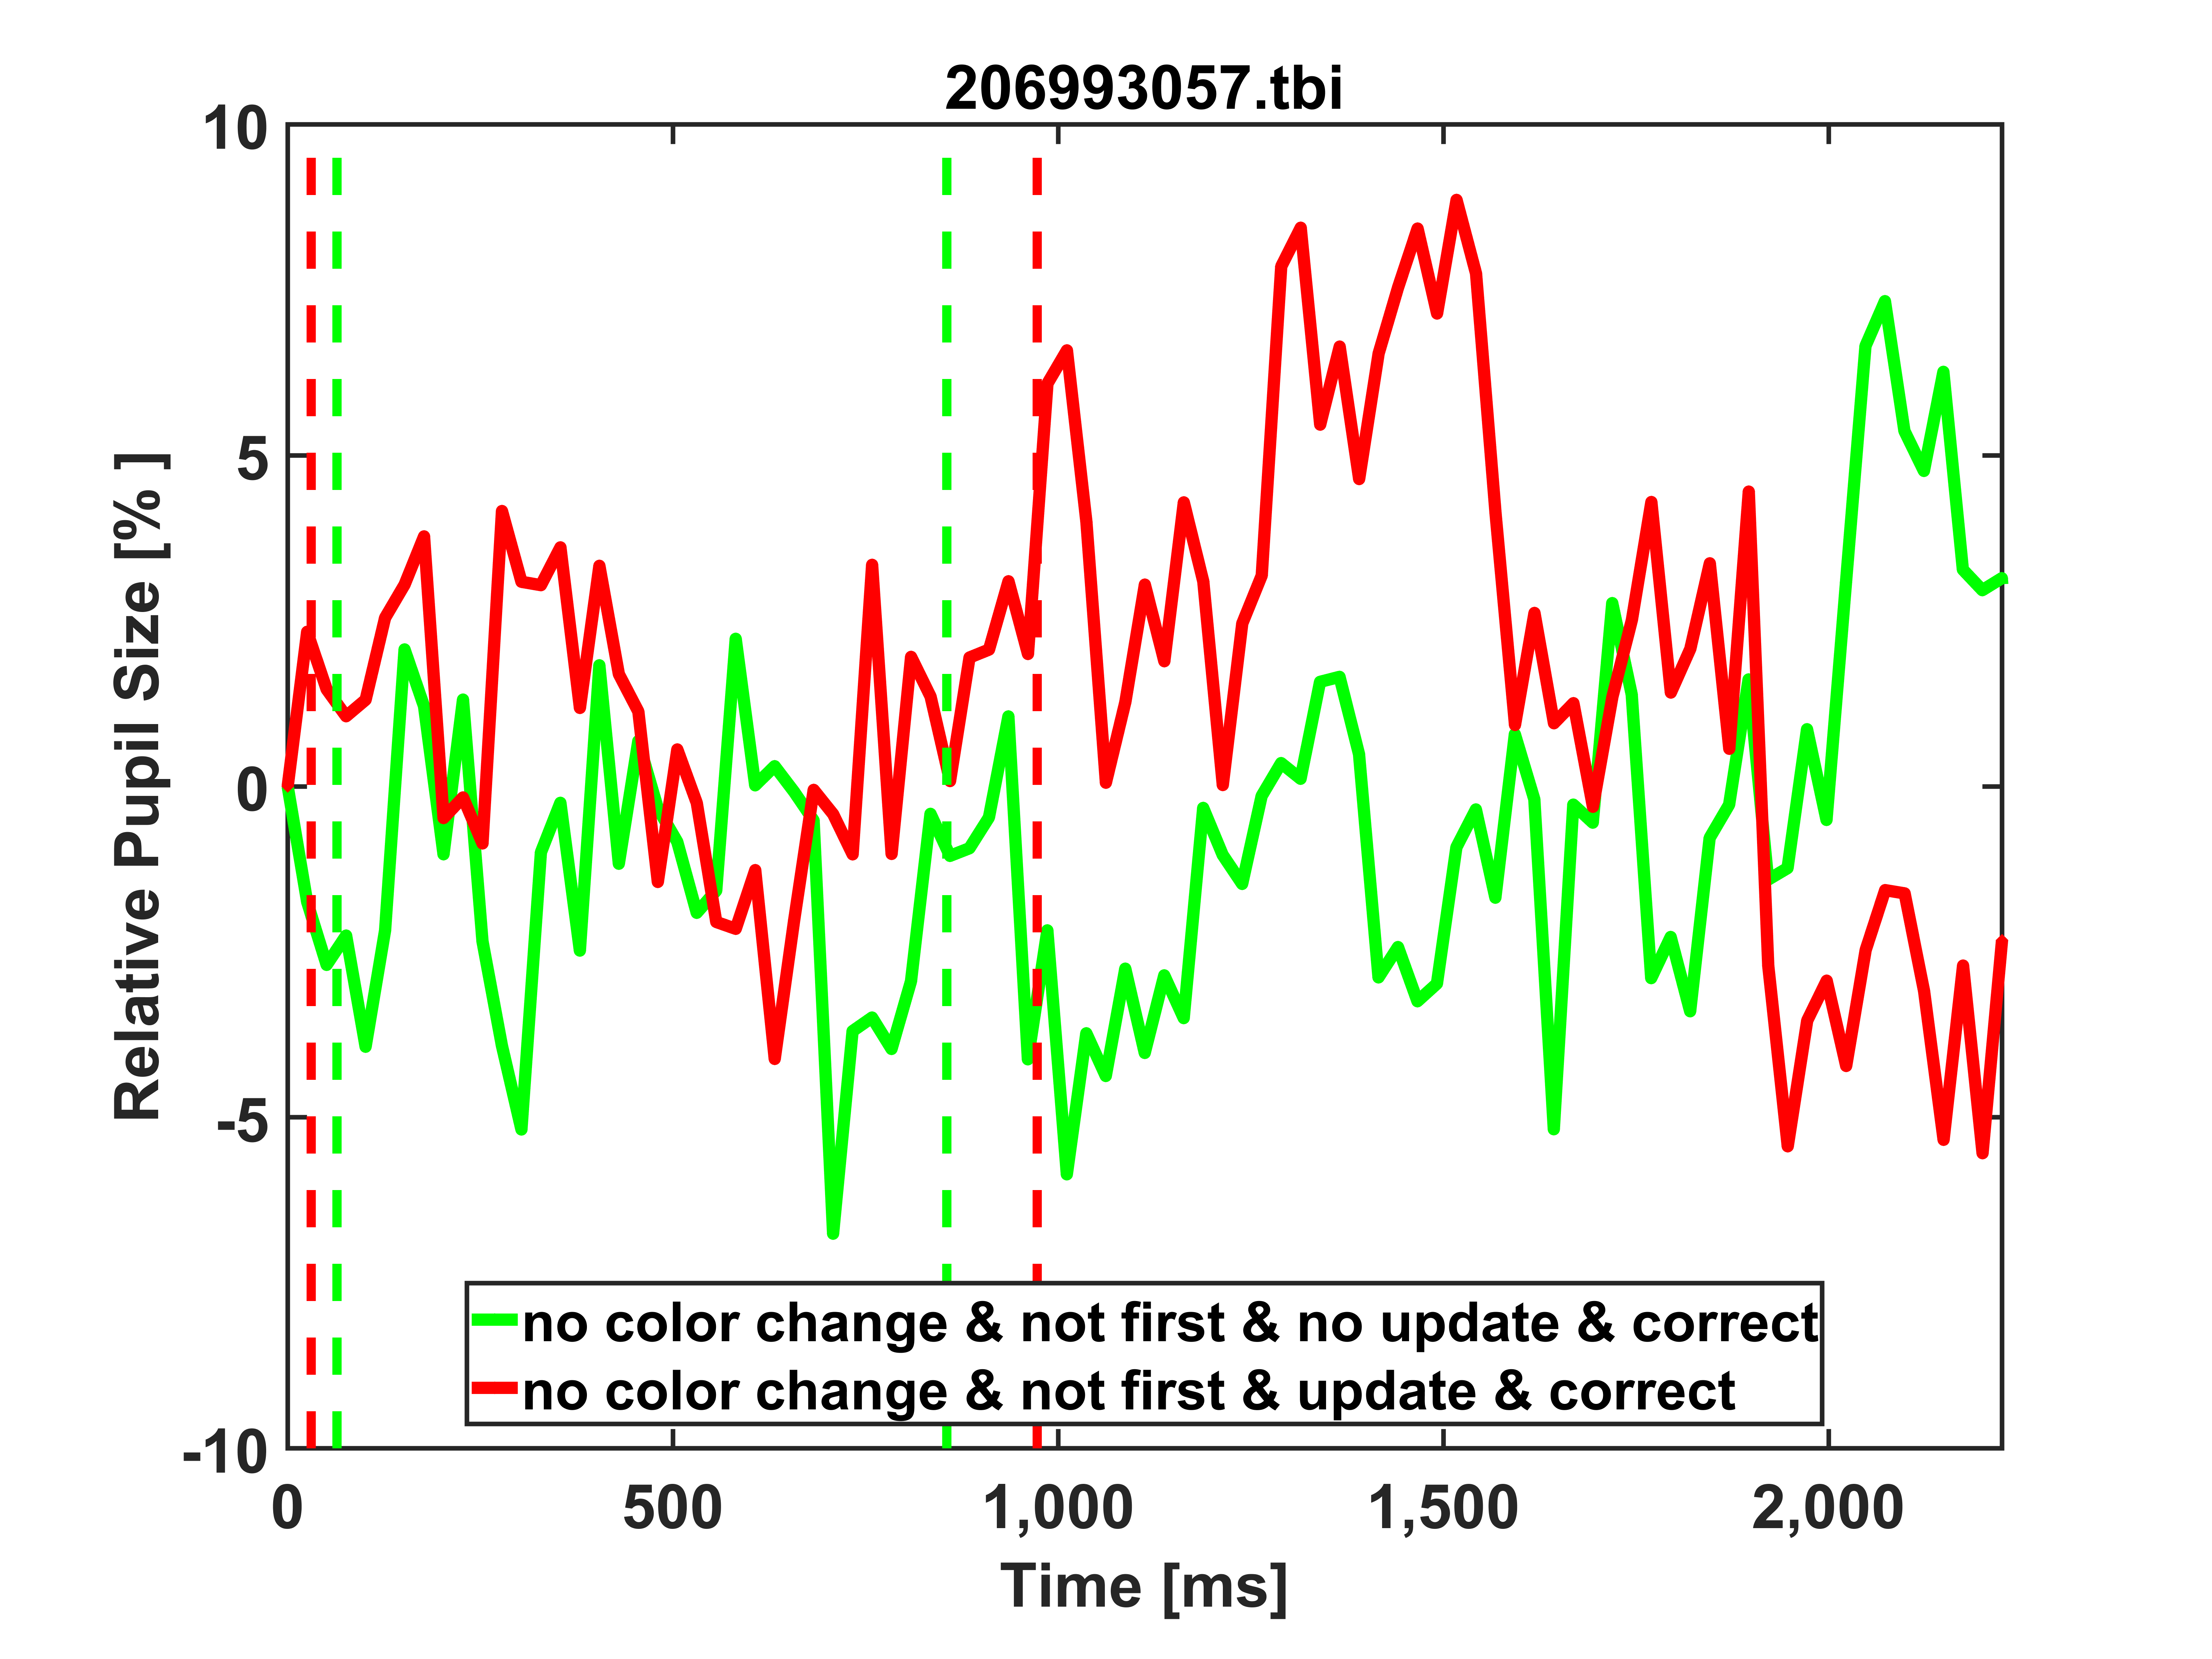 206993057.tbi
10
5
0
-5
-10
Relative Pupil Size [% ]
no color change & not first & no update & correct
no color change & not first & update & correct
0 500 1,000 1,500 2,000
Time [ms]